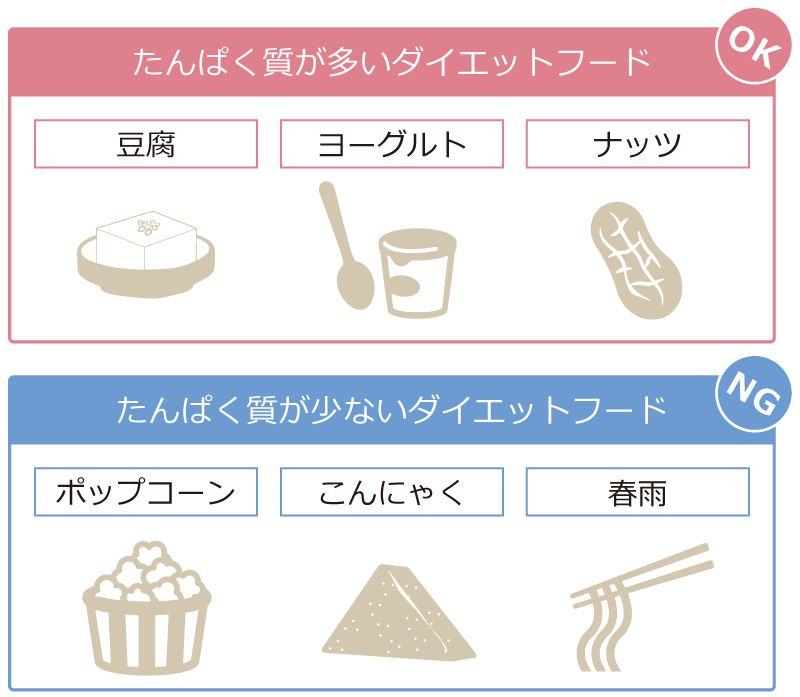 OK
たんぱく質が多いダイエットフード
豆腐
ヨーグルト
ナッツ
NG
たんぱく質が少ないダイエットフード
ポップコーン
こんにゃく
春雨